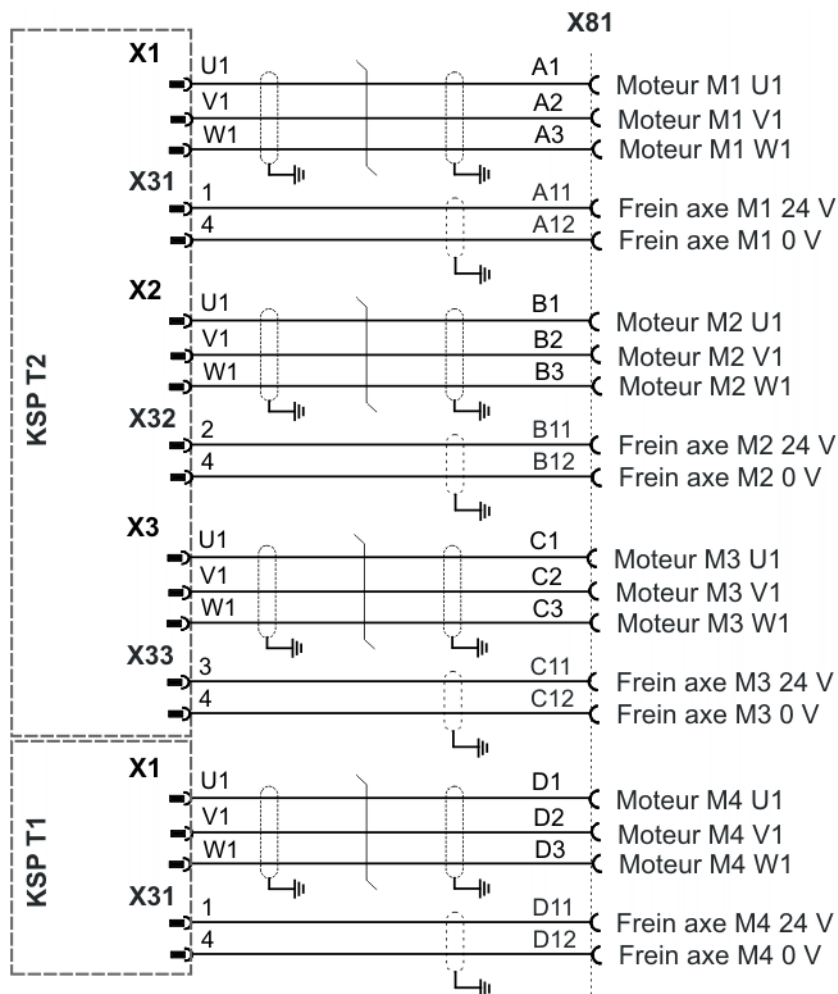 X81
X1
U1 A1 Moteur M1 U1
V1 A2 Moteur M1 V1
W1 A3 Moteur M1 W1
X31
1 A11 Frein axe M1 24 V
4 A12 Frein axe M1 0 V
X2
U1 B1 Moteur M2 U1
V1 B2 Moteur M2 V1
W1 B3 Moteur M2 W1
KSP T2
X32
2 B11 Frein axe M2 24 V
4 B12 Frein axe M2 0 V
X3
U1 C1 Moteur M3 U1
V1 C2 Moteur M3 V1
W1 C3 Moteur M3 W1
X33
3 C11 Frein axe M3 24 V
4 C12 Frein axe M3 0 V
X1
U1 D1 Moteur M4 U1
V1 D2 Moteur M4 V1
W1 D3 Moteur M4 W1
KSP T1
X31
1 D11 Frein axe M4 24 V
4 D12 Frein axe M4 0 V